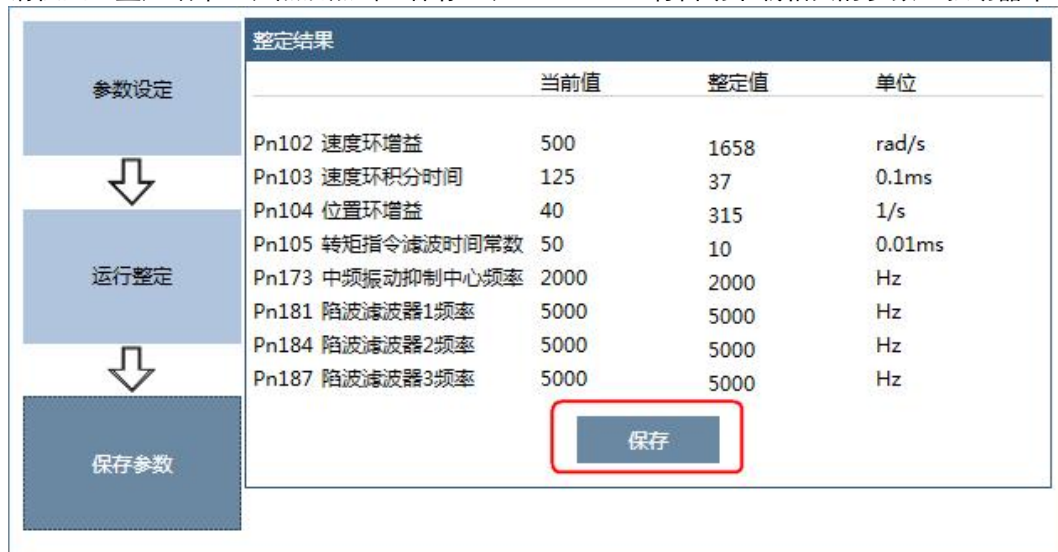 整定结果
当前值 整定值 单位
参数设定
Pn102 速度环增益 500 1658 rad/s
Pn103 速度环积分时间 125 37 0.1ms
Pn104 位置环增益 40 315 1/s
Pn105 转矩指令滤波时间常数 50 10 0.01ms
运行整定
Pn173 中频振动抑制中心频率 2000 2000 Hz
Pn181 陷波滤波器1频率 5000 5000 Hz
Pn184 陷波滤波器2频率 5000 5000 Hz
Pn187 陷波滤波器3频率 5000 5000 Hz
保存
保存参数